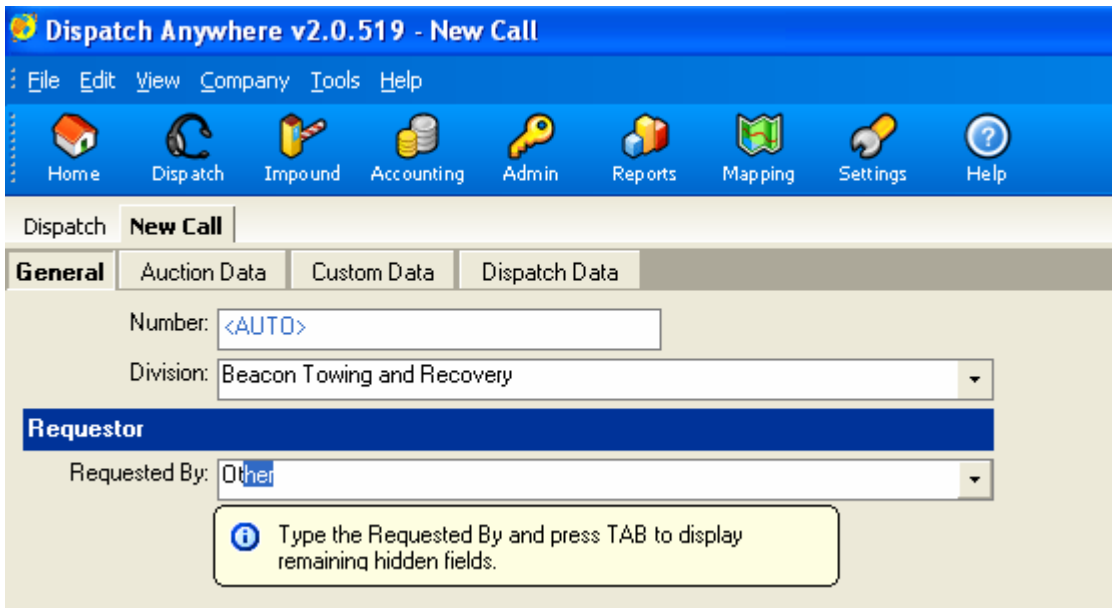 Dispatch Anywhere v2.0.519 - New Call
File Edit View Company Tools Help
Home Dispatch Impound Accounting Admin Reports Mapping Settings Help
Dispatch New Call
General Auction Data Custom Data Dispatch Data
Number: <AUTO>
Division: Beacon Towing and Recovery
Requestor
Requested By: Other
Type the Requested By and press TAB to display
remaining hidden fields.